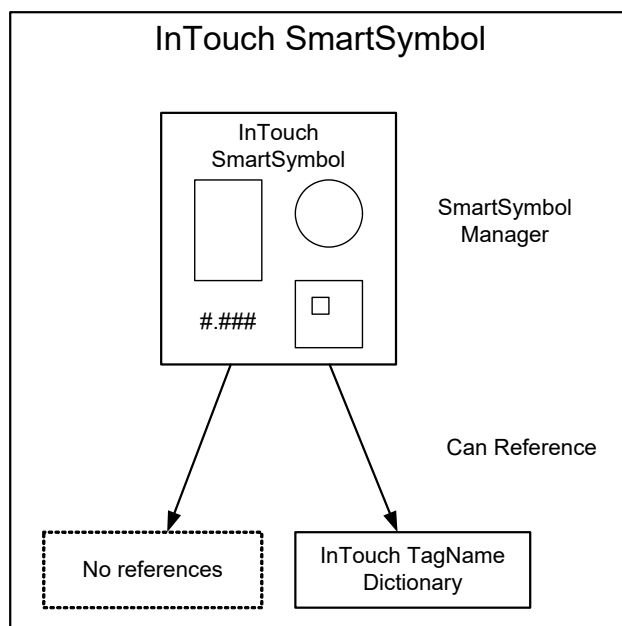 InTouch SmartSymbol
InTouch
SmartSymbol
SmartSymbol
Manager
#.###
Can Reference
No references
InTouch TagName
Dictionary